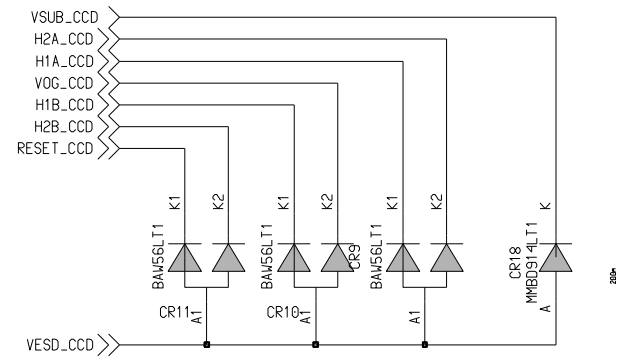 VSUB_CCD
H2A_CCD
H1A_CCD
VOG_CCD
H1B_CCD
H2B_CCD
RESET_CCD
K1
K2
K1
K2
K1
K2
K
BAW56LT1
BAW56LT1
CR9
BAW56LT1
CR18
MMBD914LT1
CR11
A1
CR10
A1
A1
A
VESD_CCD